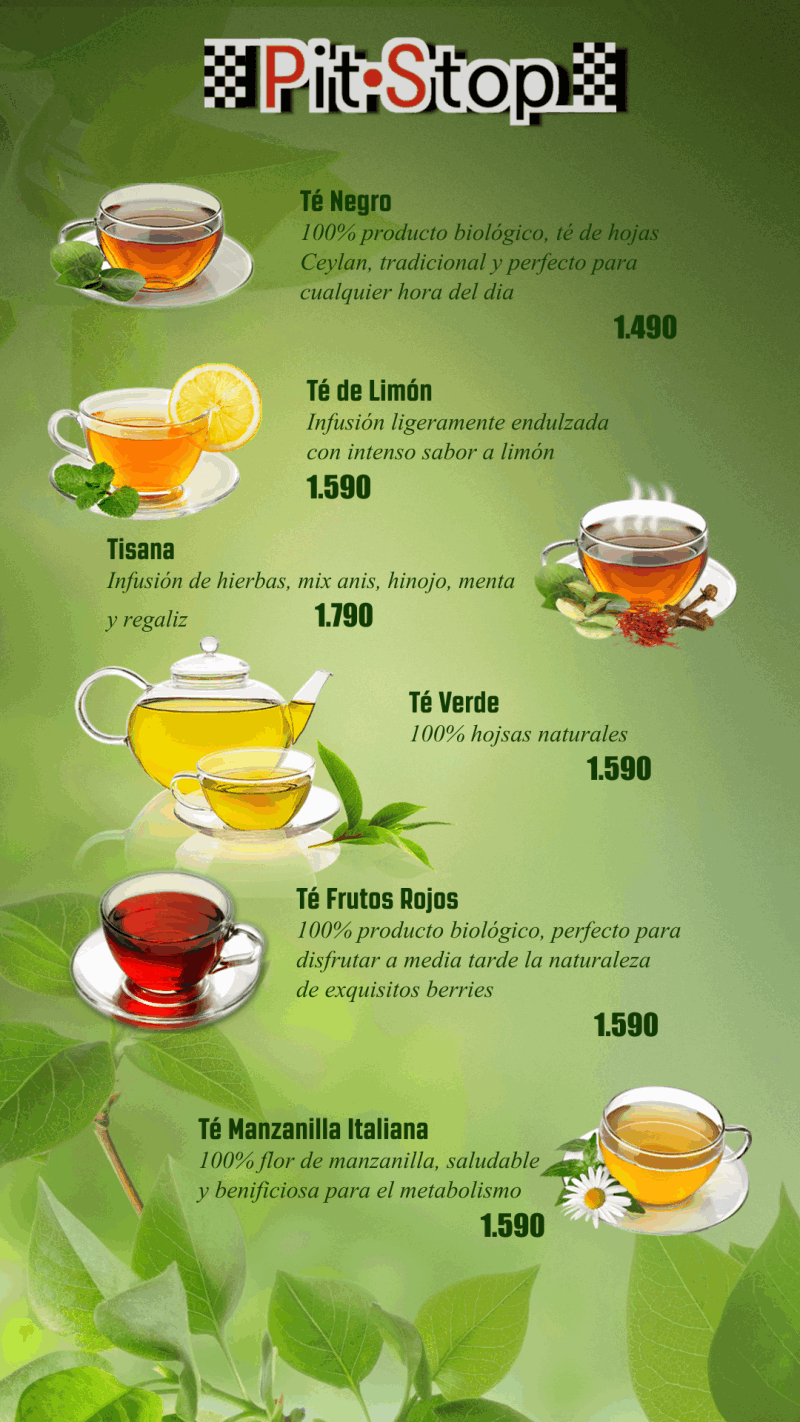 Pit•Stop
Té Negro
100% producto biológico, té de hojas
Ceylan, tradicional y perfecto para
cualquier hora del dia
1.490
Té de Limón
Infusión ligeramente endulzada
con intenso sabor a limón
1.590
Tisana
Infusión de hierbas, mix anis, hinojo, menta
y regaliz 1.790
Té Verde
100% hojsas naturales
1.590
Té Frutos Rojos
100% producto biológico, perfecto para
disfrutar a media tarde la naturaleza
de exquisitos berries
1.590
Té Manzanilla Italiana
100% flor de manzanilla, saludable
y benificiosa para el metabolismo
1.590